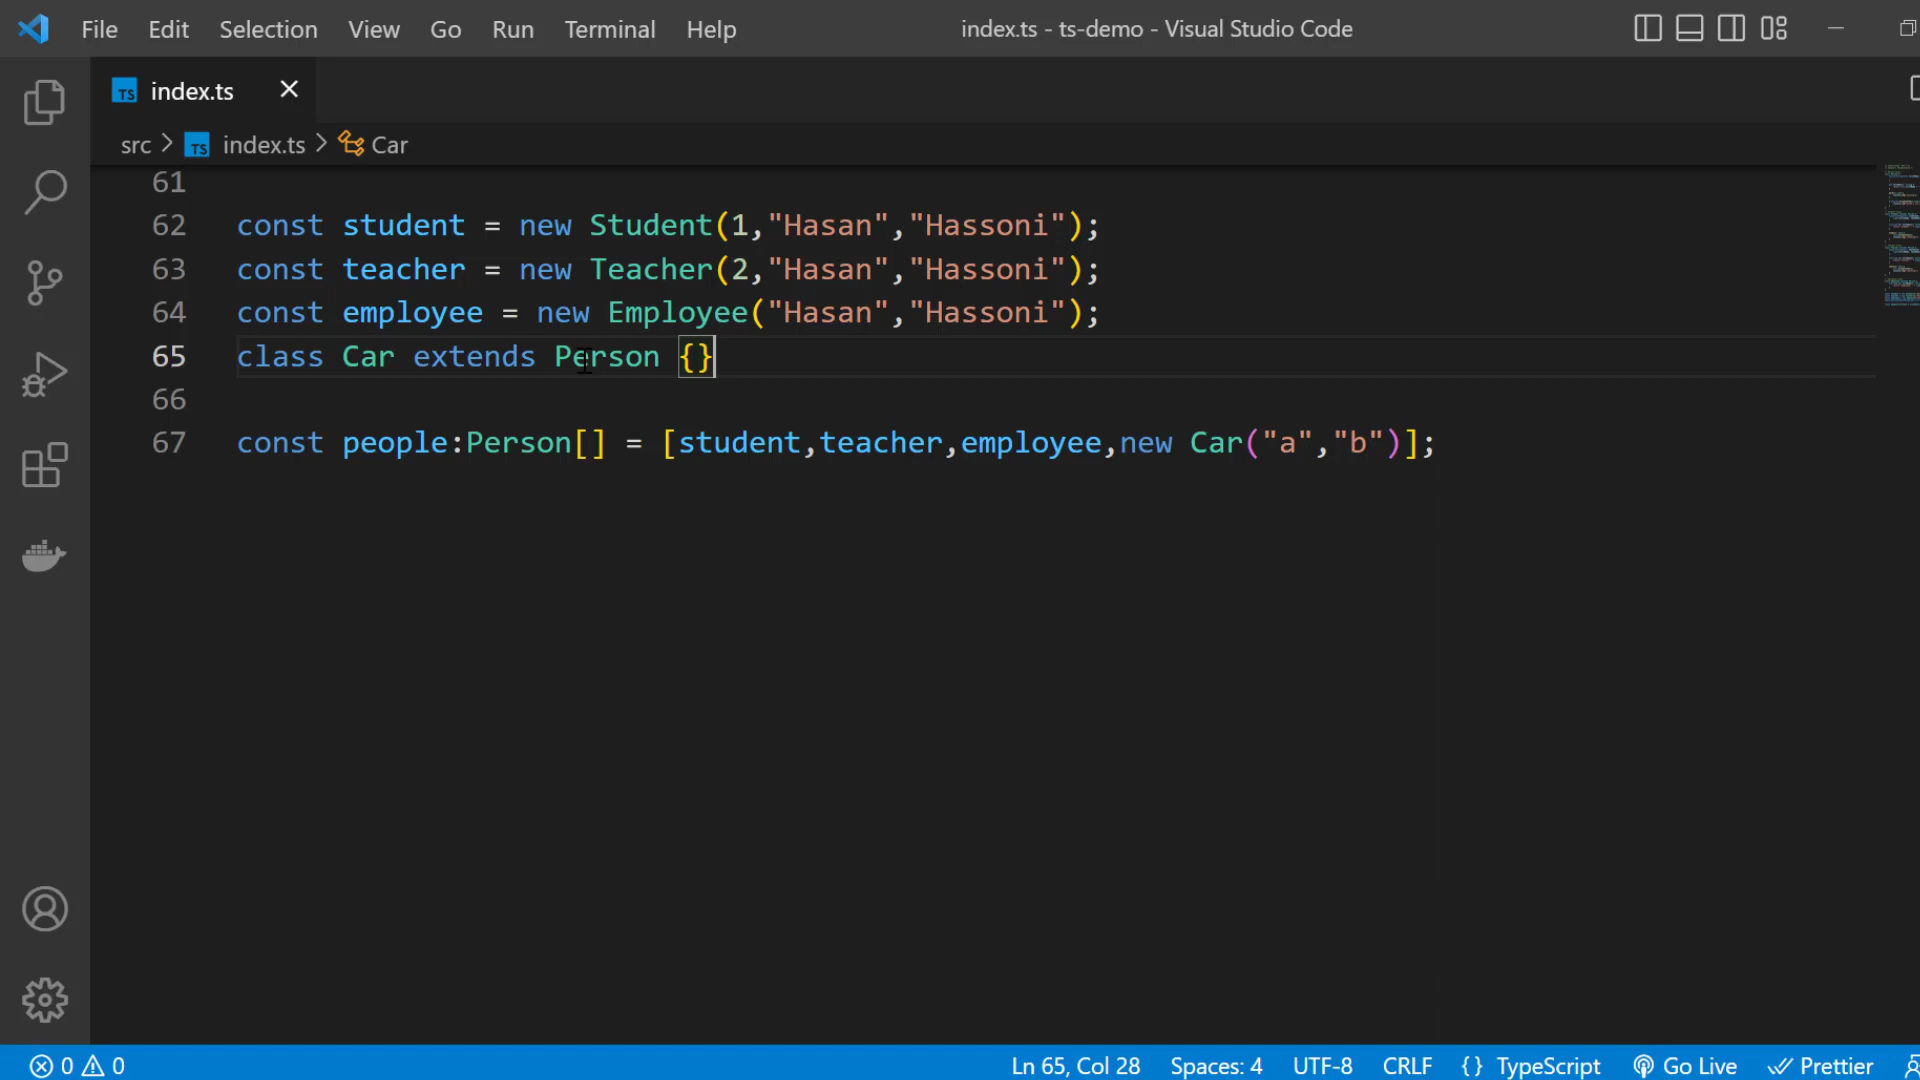 File Edit Selection View Go Run Terminal Help index.ts - ts-demo - Visual Studio Code
TS index.ts
src > TS index.ts > Car
61
62 const student = new Student(1,"Hasan","Hassoni");
63 const teacher = new Teacher(2,"Hasan","Hassoni");
64 const employee = new Employee("Hasan","Hassoni");
65 class Car extends Person {}
66
67 const people:Person[] = [student,teacher,employee,new Car("a","b")];
0 0 Ln 65, Col 28 Spaces: 4 UTF-8 CRLF {} TypeScript Go Live Prettier